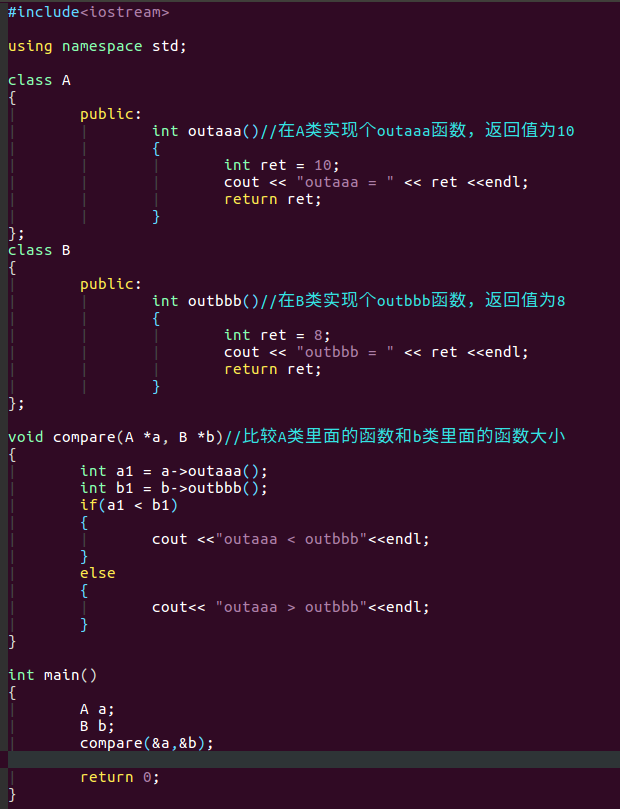 #include<iostream>

using namespace std;

class A
{
        public:
                int outaaa()//在A类实现个outaaa函数，返回值为10
                {
                        int ret = 10;
                        cout << "outaaa = " << ret <<endl;
                        return ret;
                }
};
class B
{
        public:
                int outbbb()//在B类实现个outbbb函数，返回值为8
                {
                        int ret = 8;
                        cout << "outbbb = " << ret <<endl;
                        return ret;
                }
};

void compare(A *a, B *b)//比较A类里面的函数和b类里面的函数大小
{
        int a1 = a->outaaa();
        int b1 = b->outbbb();
        if(a1 < b1)
        {
                cout <<"outaaa < outbbb"<<endl;
        }
        else
        {
                cout<< "outaaa > outbbb"<<endl;
        }
}

int main()
{
        A a;
        B b;
        compare(&a,&b);

        return 0;
}